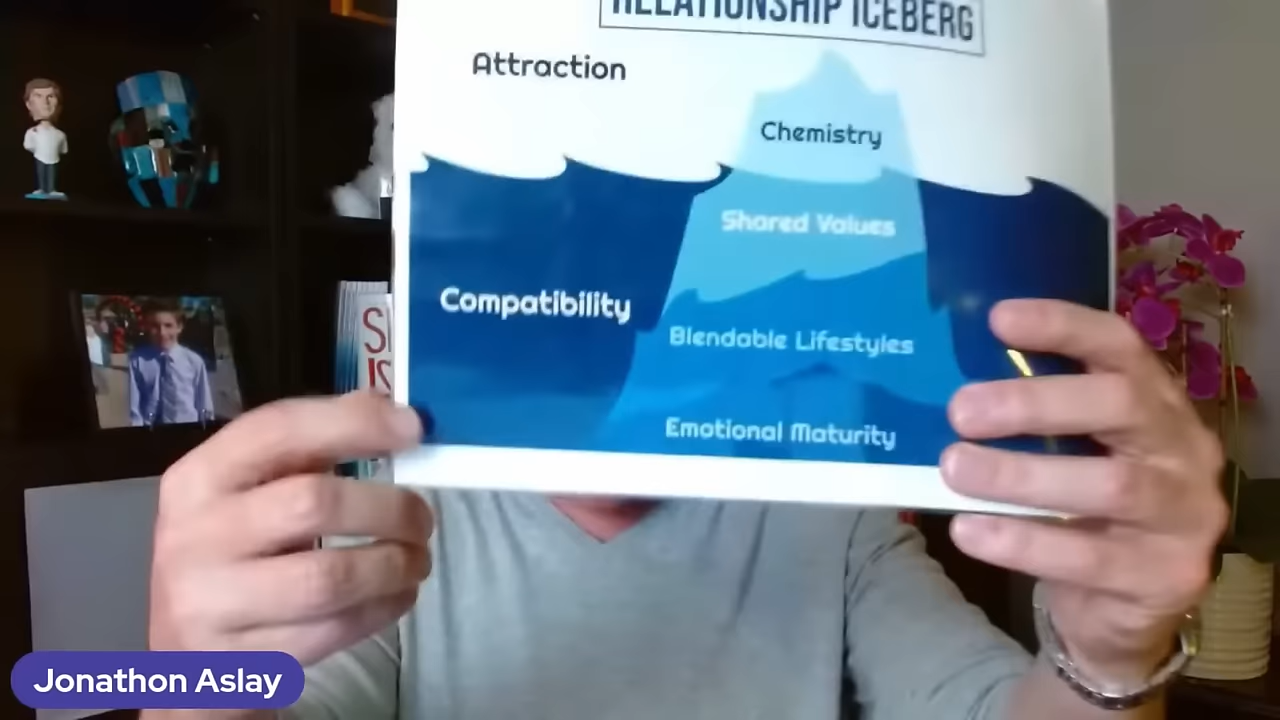 RELATIONSHIP ICEBERG
Attraction
Chemistry
Shared Values
Compatibility
Blendable Lifestyles
Emotional Maturity
Jonathon Aslay